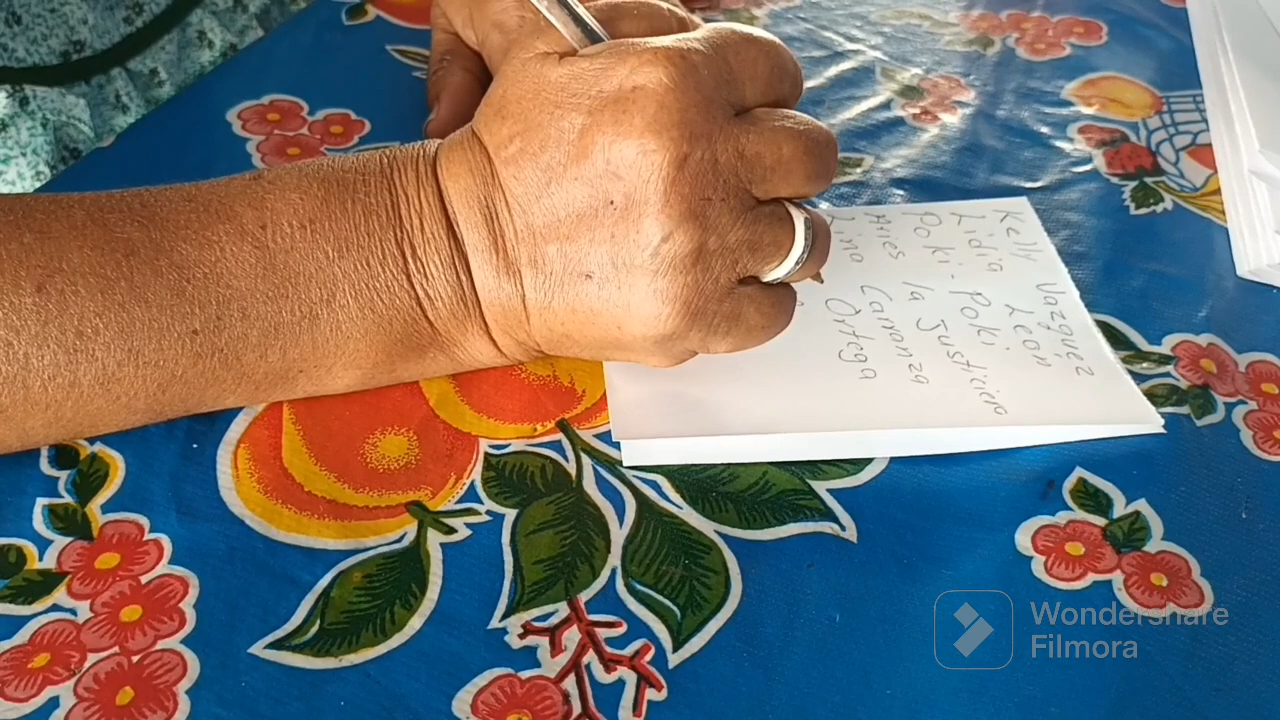 Kelly Vazquez
Lidia Leon
Poki-Poki
Aries la Justiciera
Carranza
Lino Ortega
Wondershare
Filmora